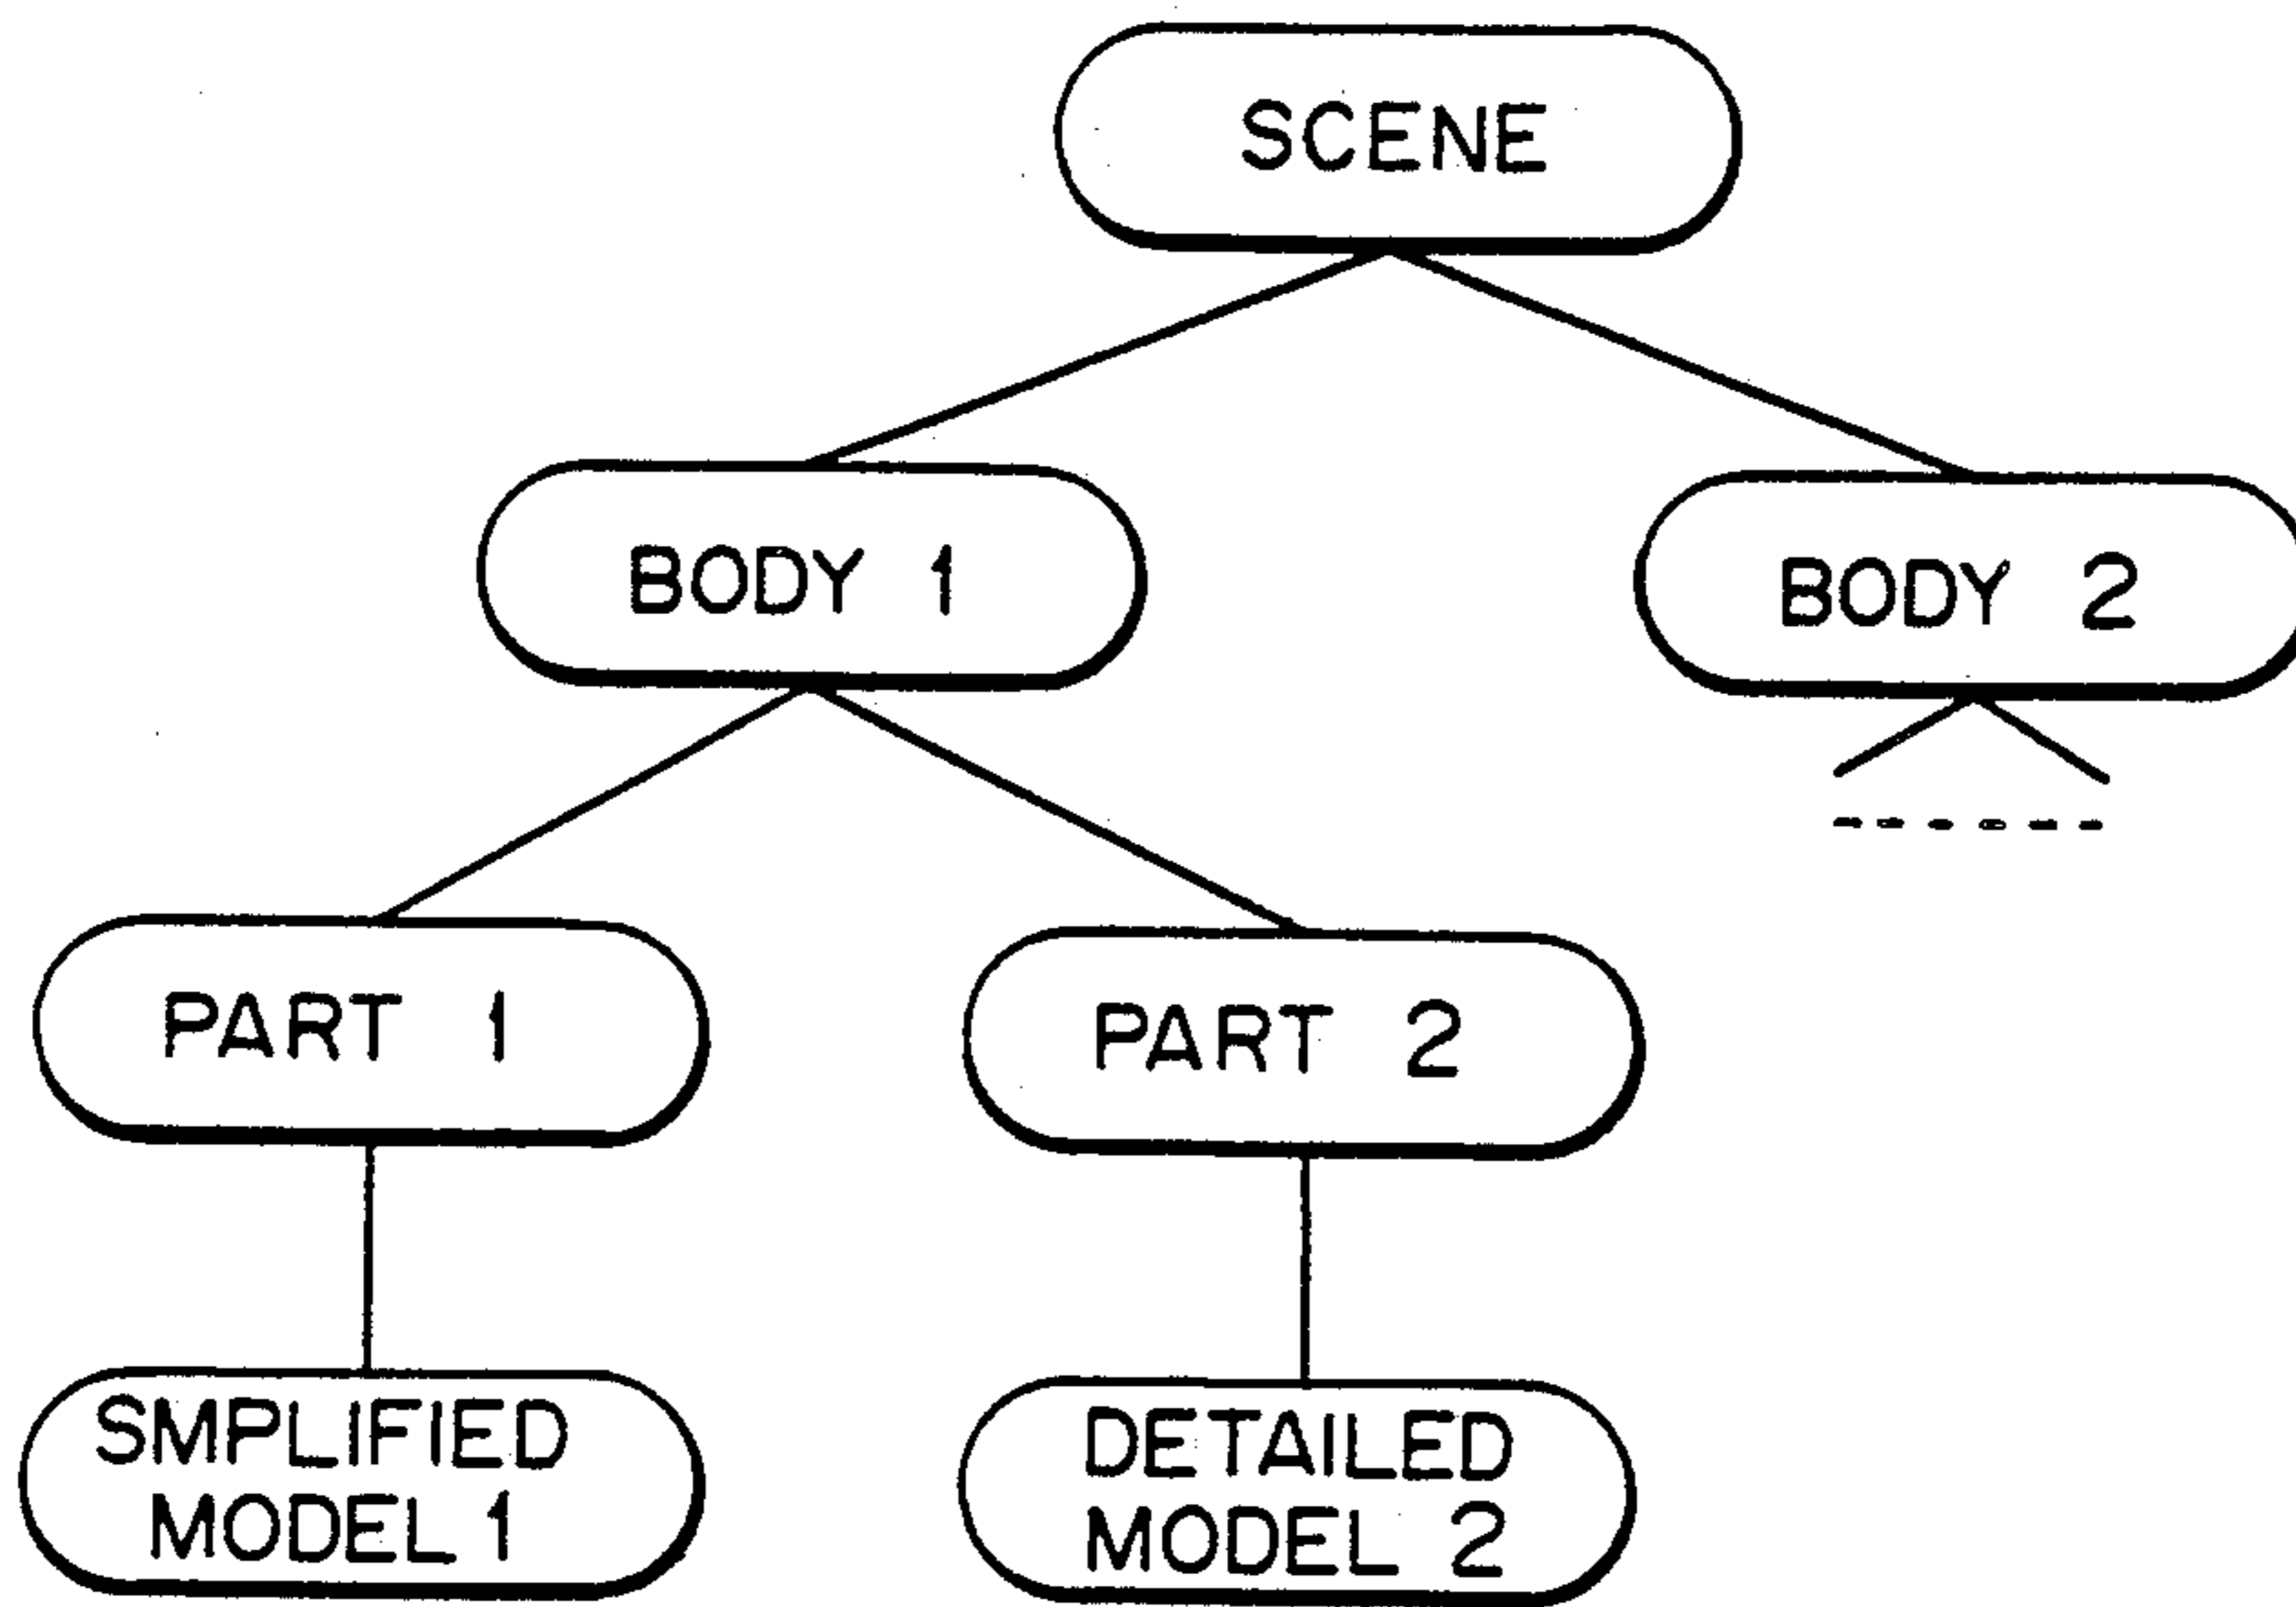 SCENE
BODY 1
BODY 2
PART 1
PART 2
SMPLIFIED
MODEL 1
DETAILED
MODEL 2